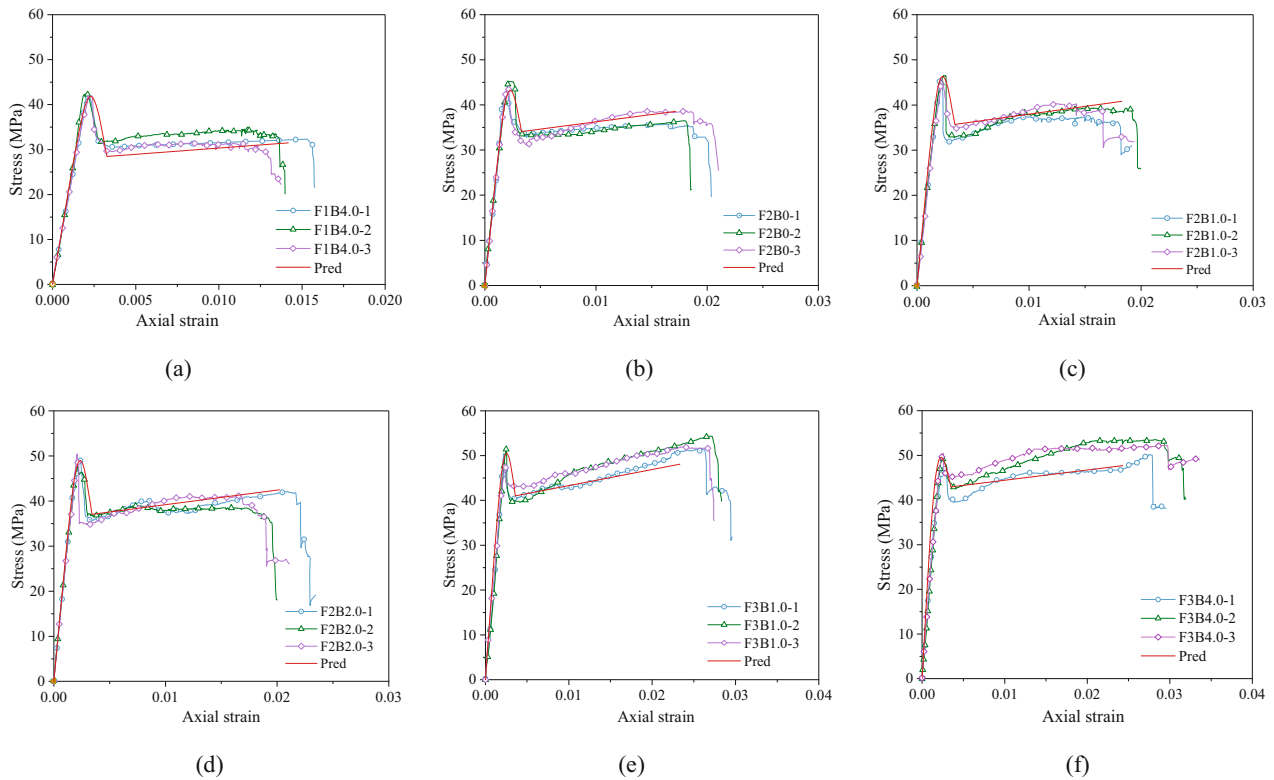 60
50
40
30
20
10
0
Stress (MPa)
F1B4.0-1
F1B4.0-2
F1B4.0-3
Pred
0.000 0.005 0.010 0.015 0.020
Axial strain
(a)
60
50
40
30
20
10
0
Stress (MPa)
F2B0-1
F2B0-2
F2B0-3
Pred
0.00 0.01 0.02 0.03
Axial strain
(b)
60
50
40
30
20
10
0
Stress (MPa)
F2B1.0-1
F2B1.0-2
F2B1.0-3
Pred
0.00 0.01 0.02 0.03
Axial strain
(c)
60
50
40
30
20
10
0
Stress (MPa)
F2B2.0-1
F2B2.0-2
F2B2.0-3
Pred
0.00 0.01 0.02 0.03
Axial strain
(d)
60
50
40
30
20
10
0
Stress (MPa)
F3B1.0-1
F3B1.0-2
F3B1.0-3
Pred
0.00 0.01 0.02 0.03 0.04
Axial strain
(e)
60
50
40
30
20
10
0
Stress (MPa)
F3B4.0-1
F3B4.0-2
F3B4.0-3
Pred
0.00 0.01 0.02 0.03 0.04
Axial strain
(f)